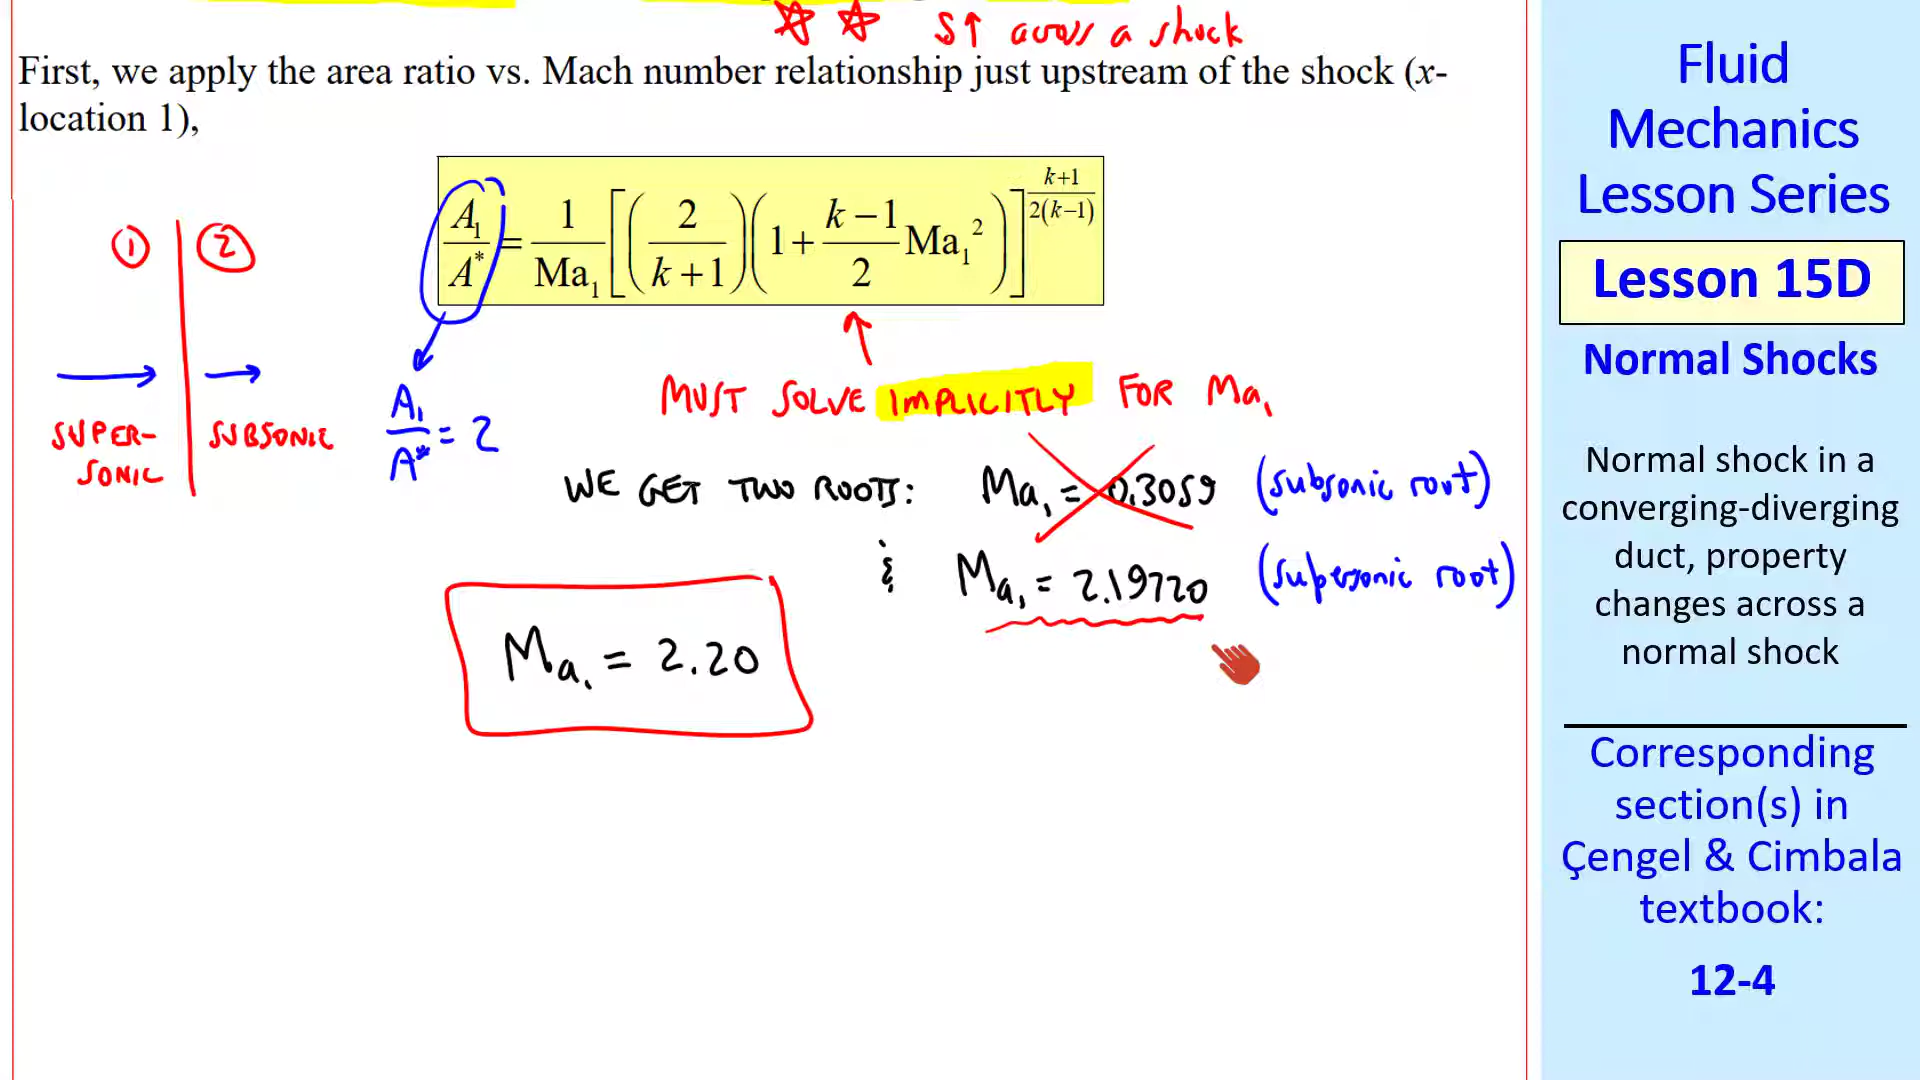 S↑ across a shock
First, we apply the area ratio vs. Mach number relationship just upstream of the shock (x-
location 1),
A₁/A* = 1/Ma₁ [(2/(k+1))(1 + (k−1)/2 Ma₁²)]^((k+1)/(2(k−1)))
1 2
SUPER-
SONIC
SUBSONIC
A₁/A* = 2
MUST SOLVE IMPLICITLY FOR Ma₁
WE GET TWO ROOTS: Ma₁ = 0.3059 (subsonic root)
& Ma₁ = 2.19720 (supersonic root)
Ma₁ = 2.20
Fluid
Mechanics
Lesson Series
Lesson 15D
Normal Shocks
Normal shock in a
converging-diverging
duct, property
changes across a
normal shock
Corresponding
section(s) in
Çengel & Cimbala
textbook:
12-4